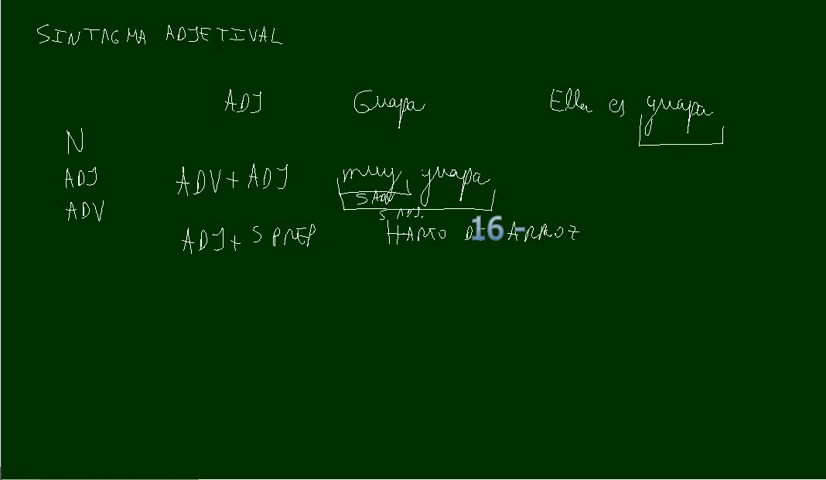 SINTAGMA ADJETIVAL
ADJ Guapa Ella es guapa
N
ADJ ADV + ADJ muy guapa
S ADV
ADV S ADJ.
ADJ + S PREP HARTO DE ARROZ
16 -